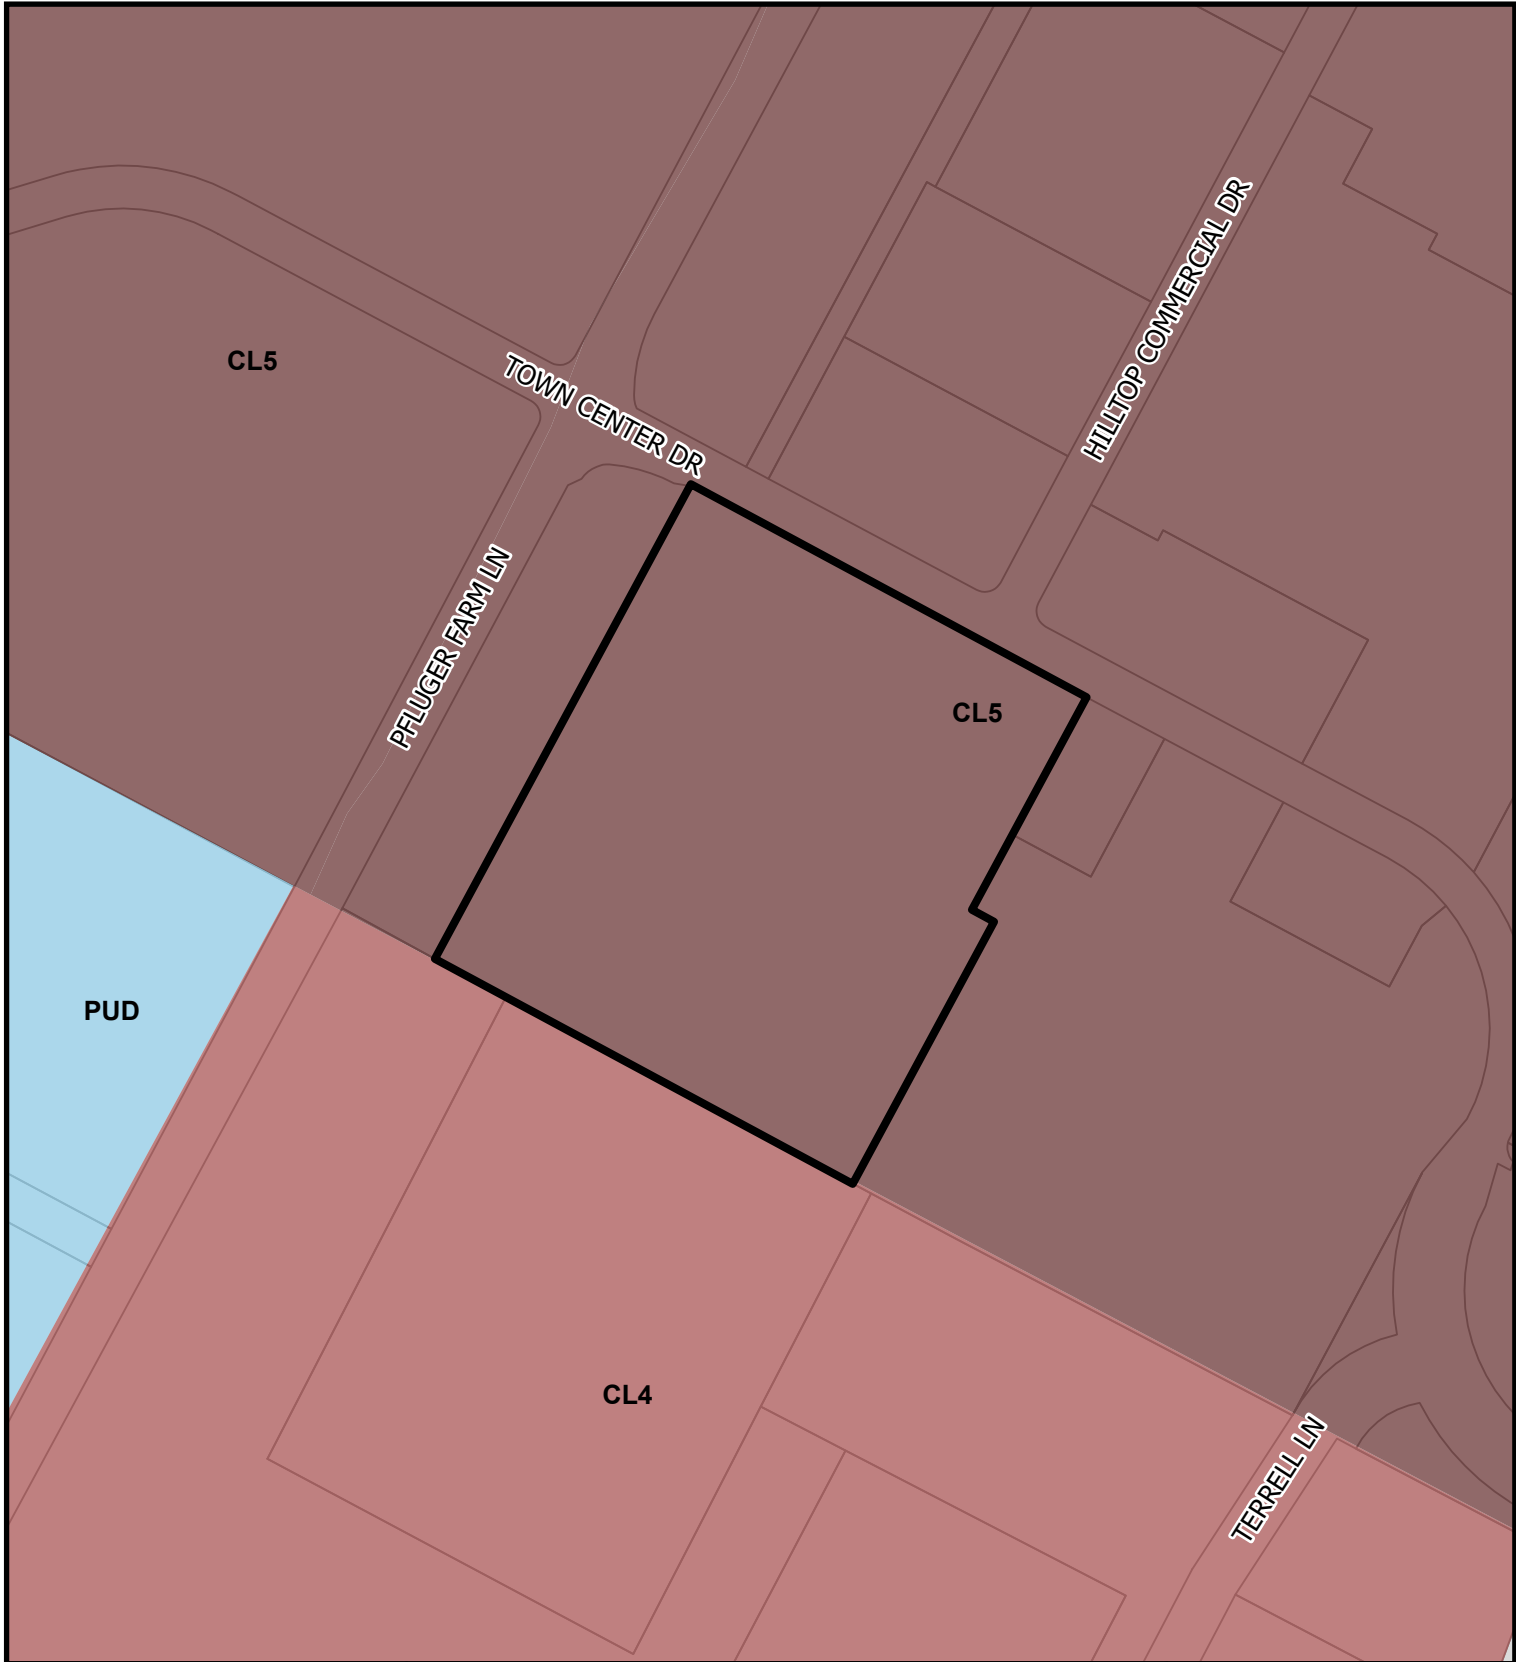 HILLTOP COMMERCIAL DR
CL5
TOWN CENTER DR
PFLUGER FARM LN
CL5
PUD
CL4
TERRELL LN